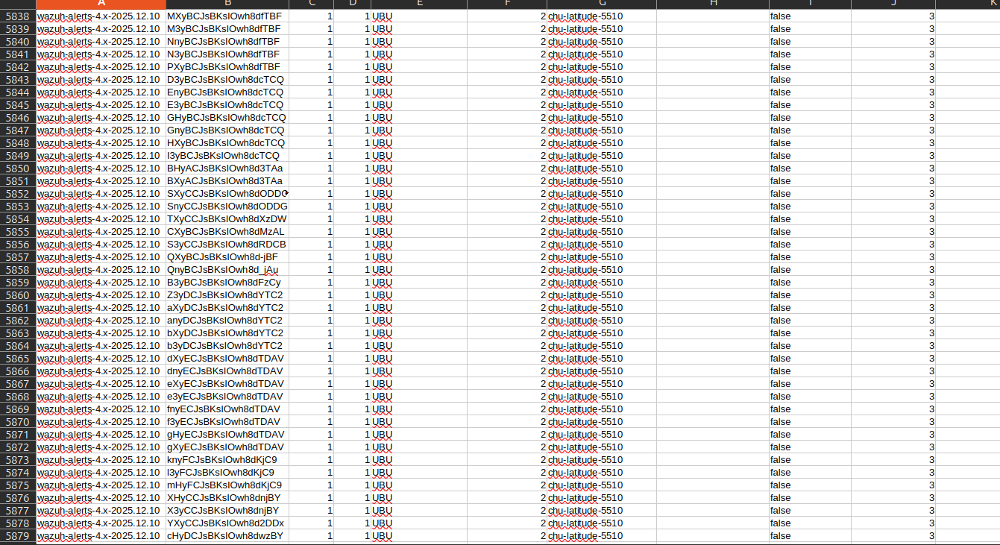 A B C D E F G H I J K
5838 wazuh-alerts-4.x-2025.12.10 MXyBCJsBKsIOwh8dfTBF 1 1 UBU 2 chu-latitude-5510 false 3
5839 wazuh-alerts-4.x-2025.12.10 M3yBCJsBKsIOwh8dfTBF 1 1 UBU 2 chu-latitude-5510 false 3
5840 wazuh-alerts-4.x-2025.12.10 NnyBCJsBKsIOwh8dfTBF 1 1 UBU 2 chu-latitude-5510 false 3
5841 wazuh-alerts-4.x-2025.12.10 N3yBCJsBKsIOwh8dfTBF 1 1 UBU 2 chu-latitude-5510 false 3
5842 wazuh-alerts-4.x-2025.12.10 PXyBCJsBKsIOwh8dfTBF 1 1 UBU 2 chu-latitude-5510 false 3
5843 wazuh-alerts-4.x-2025.12.10 D3yBCJsBKsIOwh8dcTCQ 1 1 UBU 2 chu-latitude-5510 false 3
5844 wazuh-alerts-4.x-2025.12.10 EnyBCJsBKsIOwh8dcTCQ 1 1 UBU 2 chu-latitude-5510 false 3
5845 wazuh-alerts-4.x-2025.12.10 E3yBCJsBKsIOwh8dcTCQ 1 1 UBU 2 chu-latitude-5510 false 3
5846 wazuh-alerts-4.x-2025.12.10 GHyBCJsBKsIOwh8dcTCQ 1 1 UBU 2 chu-latitude-5510 false 3
5847 wazuh-alerts-4.x-2025.12.10 GnyBCJsBKsIOwh8dcTCQ 1 1 UBU 2 chu-latitude-5510 false 3
5848 wazuh-alerts-4.x-2025.12.10 HXyBCJsBKsIOwh8dcTCQ 1 1 UBU 2 chu-latitude-5510 false 3
5849 wazuh-alerts-4.x-2025.12.10 I3yBCJsBKsIOwh8dcTCQ 1 1 UBU 2 chu-latitude-5510 false 3
5850 wazuh-alerts-4.x-2025.12.10 BHyACJsBKsIOwh8d3TAa 1 1 UBU 2 chu-latitude-5510 false 3
5851 wazuh-alerts-4.x-2025.12.10 BXyACJsBKsIOwh8d3TAa 1 1 UBU 2 chu-latitude-5510 false 3
5852 wazuh-alerts-4.x-2025.12.10 SXyCCJsBKsIOwh8dODDG 1 1 UBU 2 chu-latitude-5510 false 3
5853 wazuh-alerts-4.x-2025.12.10 SnyCCJsBKsIOwh8dODDG 1 1 UBU 2 chu-latitude-5510 false 3
5854 wazuh-alerts-4.x-2025.12.10 TXyCCJsBKsIOwh8dXzDW 1 1 UBU 2 chu-latitude-5510 false 3
5855 wazuh-alerts-4.x-2025.12.10 CXyBCJsBKsIOwh8dMzAL 1 1 UBU 2 chu-latitude-5510 false 3
5856 wazuh-alerts-4.x-2025.12.10 S3yCCJsBKsIOwh8dRDCB 1 1 UBU 2 chu-latitude-5510 false 3
5857 wazuh-alerts-4.x-2025.12.10 QXyBCJsBKsIOwh8d-jBF 1 1 UBU 2 chu-latitude-5510 false 3
5858 wazuh-alerts-4.x-2025.12.10 QnyBCJsBKsIOwh8d_jAu 1 1 UBU 2 chu-latitude-5510 false 3
5859 wazuh-alerts-4.x-2025.12.10 B3yBCJsBKsIOwh8dFzCy 1 1 UBU 2 chu-latitude-5510 false 3
5860 wazuh-alerts-4.x-2025.12.10 Z3yDCJsBKsIOwh8dYTC2 1 1 UBU 2 chu-latitude-5510 false 3
5861 wazuh-alerts-4.x-2025.12.10 aXyDCJsBKsIOwh8dYTC2 1 1 UBU 2 chu-latitude-5510 false 3
5862 wazuh-alerts-4.x-2025.12.10 anyDCJsBKsIOwh8dYTC2 1 1 UBU 2 chu-latitude-5510 false 3
5863 wazuh-alerts-4.x-2025.12.10 bXyDCJsBKsIOwh8dYTC2 1 1 UBU 2 chu-latitude-5510 false 3
5864 wazuh-alerts-4.x-2025.12.10 b3yDCJsBKsIOwh8dYTC2 1 1 UBU 2 chu-latitude-5510 false 3
5865 wazuh-alerts-4.x-2025.12.10 dXyECJsBKsIOwh8dTDAV 1 1 UBU 2 chu-latitude-5510 false 3
5866 wazuh-alerts-4.x-2025.12.10 dnyECJsBKsIOwh8dTDAV 1 1 UBU 2 chu-latitude-5510 false 3
5867 wazuh-alerts-4.x-2025.12.10 eXyECJsBKsIOwh8dTDAV 1 1 UBU 2 chu-latitude-5510 false 3
5868 wazuh-alerts-4.x-2025.12.10 e3yECJsBKsIOwh8dTDAV 1 1 UBU 2 chu-latitude-5510 false 3
5869 wazuh-alerts-4.x-2025.12.10 fnyECJsBKsIOwh8dTDAV 1 1 UBU 2 chu-latitude-5510 false 3
5870 wazuh-alerts-4.x-2025.12.10 f3yECJsBKsIOwh8dTDAV 1 1 UBU 2 chu-latitude-5510 false 3
5871 wazuh-alerts-4.x-2025.12.10 gHyECJsBKsIOwh8dTDAV 1 1 UBU 2 chu-latitude-5510 false 3
5872 wazuh-alerts-4.x-2025.12.10 gXyECJsBKsIOwh8dTDAV 1 1 UBU 2 chu-latitude-5510 false 3
5873 wazuh-alerts-4.x-2025.12.10 knyFCJsBKsIOwh8dKjC9 1 1 UBU 2 chu-latitude-5510 false 3
5874 wazuh-alerts-4.x-2025.12.10 l3yFCJsBKsIOwh8dKjC9 1 1 UBU 2 chu-latitude-5510 false 3
5875 wazuh-alerts-4.x-2025.12.10 mHyFCJsBKsIOwh8dKjC9 1 1 UBU 2 chu-latitude-5510 false 3
5876 wazuh-alerts-4.x-2025.12.10 XHyCCJsBKsIOwh8dnjBY 1 1 UBU 2 chu-latitude-5510 false 3
5877 wazuh-alerts-4.x-2025.12.10 X3yCCJsBKsIOwh8dnjBY 1 1 UBU 2 chu-latitude-5510 false 3
5878 wazuh-alerts-4.x-2025.12.10 YXyCCJsBKsIOwh8d2DDx 1 1 UBU 2 chu-latitude-5510 false 3
5879 wazuh-alerts-4.x-2025.12.10 cHyDCJsBKsIOwh8dwzBY 1 1 UBU 2 chu-latitude-5510 false 3